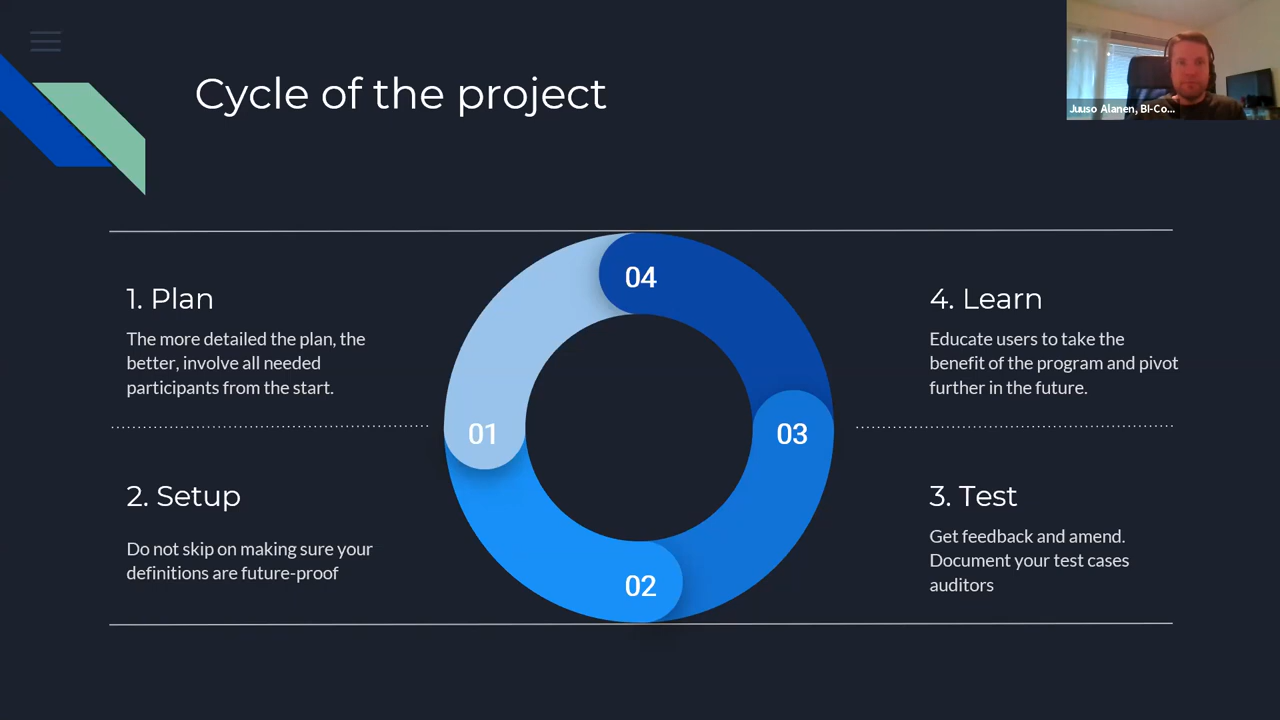 Cycle of the project
Juuso Alanen, BI-Co...
1. Plan
The more detailed the plan, the
better, involve all needed
participants from the start.
2. Setup
Do not skip on making sure your
definitions are future-proof
04
01
03
02
4. Learn
Educate users to take the
benefit of the program and pivot
further in the future.
3. Test
Get feedback and amend.
Document your test cases
auditors